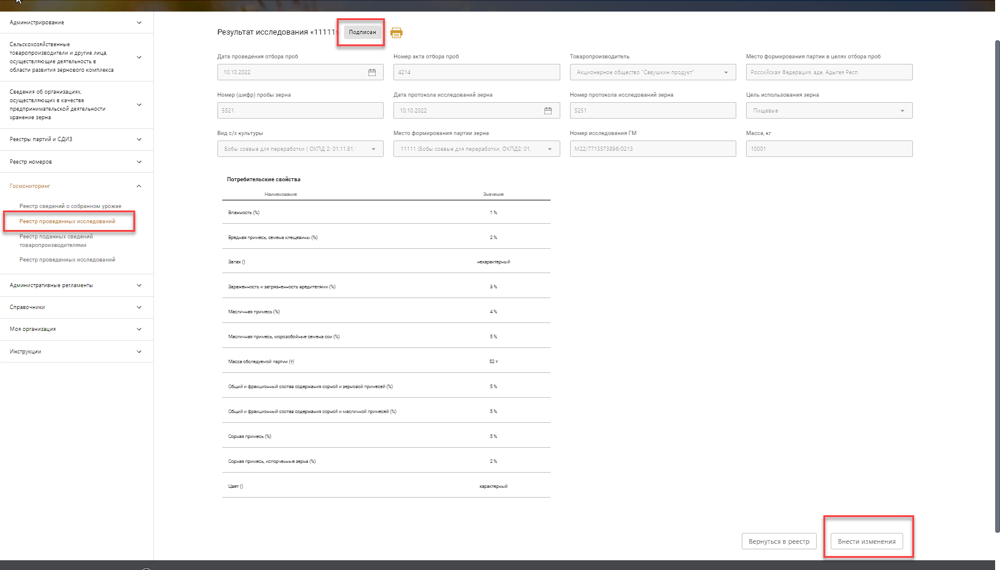 Администрирование
Сельскохозяйственные
товаропроизводители и другие лица,
осуществляющие деятельность в
области развития зернового комплекса
Сведения об организациях,
осуществляющих в качестве
предпринимательской деятельности
хранение зерна
Реестры партий и СДИЗ
Реестр номеров
Госмониторинг
Реестр сведений о собранном урожае
Реестр проведенных исследований
Реестр поданных сведений
товаропроизводителями
Реестр проведенных исследований
Административные регламенты
Справочники
Моя организация
Инструкции
Результат исследования «11111» Подписан
Дата проведения отбора проб Номер акта отбора проб Товаропроизводитель Место формирования партии в целях отбора проб
10.10.2022 4214 Акционерное общество "Савушкин продукт" Российская Федерация, аде, Адыгея Респ
Номер (шифр) пробы зерна Дата протокола исследований зерна Номер протокола исследований зерна Цель использования зерна
5521 10.10.2022 5251 Пищевые
Вид с/х культуры Место формирования партии зерна Номер исследования ГМ Масса, кг
Бобы соевые для переработки ( ОКПД 2: 01.11.81. 11111 (Бобы соевые для переработки, ОКПД2: 01. М22/7713573896/0213 10001
Потребительские свойства
Наименование Значение
Влажность (%) 1 %
Вредная примесь, семена клещевины (%) 2 %
Запах () нехарактерный
Зараженность и загрязненность вредителями (%) 3 %
Масличная примесь (%) 4 %
Масличная примесь, морозобойные семена сои (%) 5 %
Масса обследуемой партии (т) 52 т
Общий и фракционный состав содержания сорной и зерновой примесей (%) 5 %
Общий и фракционный состав содержания сорной и масличной примесей (%) 5 %
Сорная примесь (%) 5 %
Сорная примесь, испорченные зерна (%) 2 %
Цвет () характерный
Вернуться в реестр Внести изменения